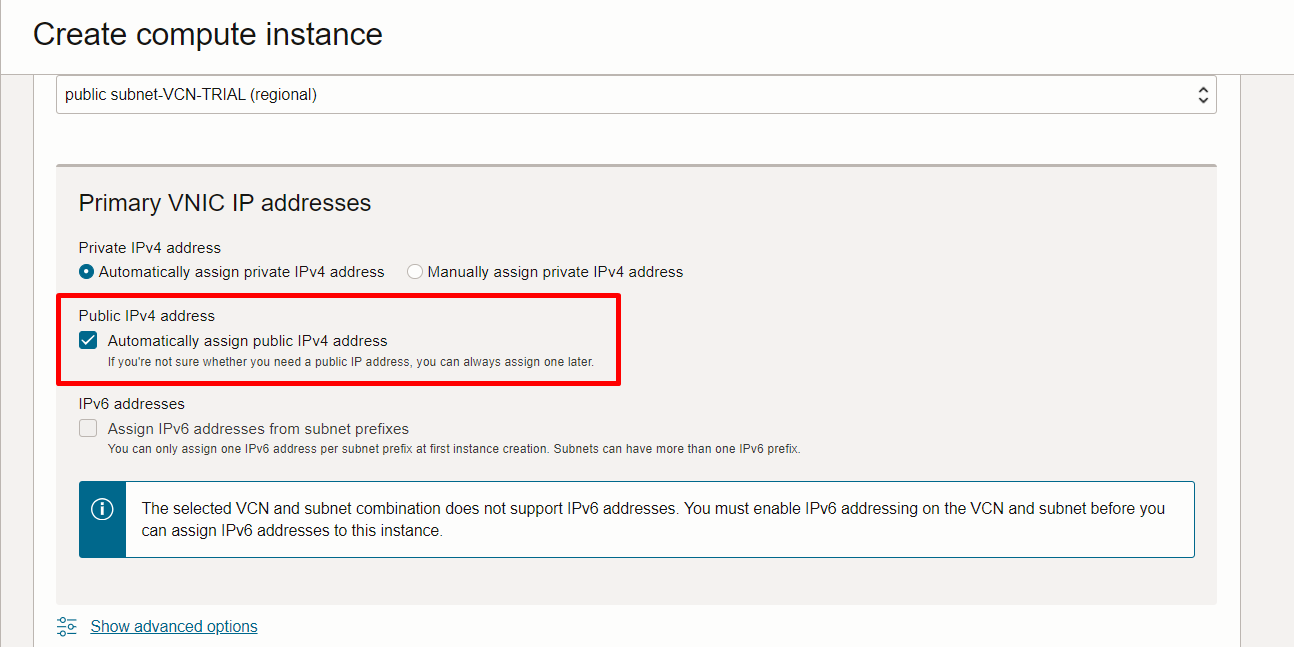 Create compute instance
public subnet-VCN-TRIAL (regional)
Primary VNIC IP addresses
Private IPv4 address
Automatically assign private IPv4 address Manually assign private IPv4 address
Public IPv4 address
Automatically assign public IPv4 address
If you're not sure whether you need a public IP address, you can always assign one later.
IPv6 addresses
Assign IPv6 addresses from subnet prefixes
You can only assign one IPv6 address per subnet prefix at first instance creation. Subnets can have more than one IPv6 prefix.
The selected VCN and subnet combination does not support IPv6 addresses. You must enable IPv6 addressing on the VCN and subnet before you
can assign IPv6 addresses to this instance.
Show advanced options